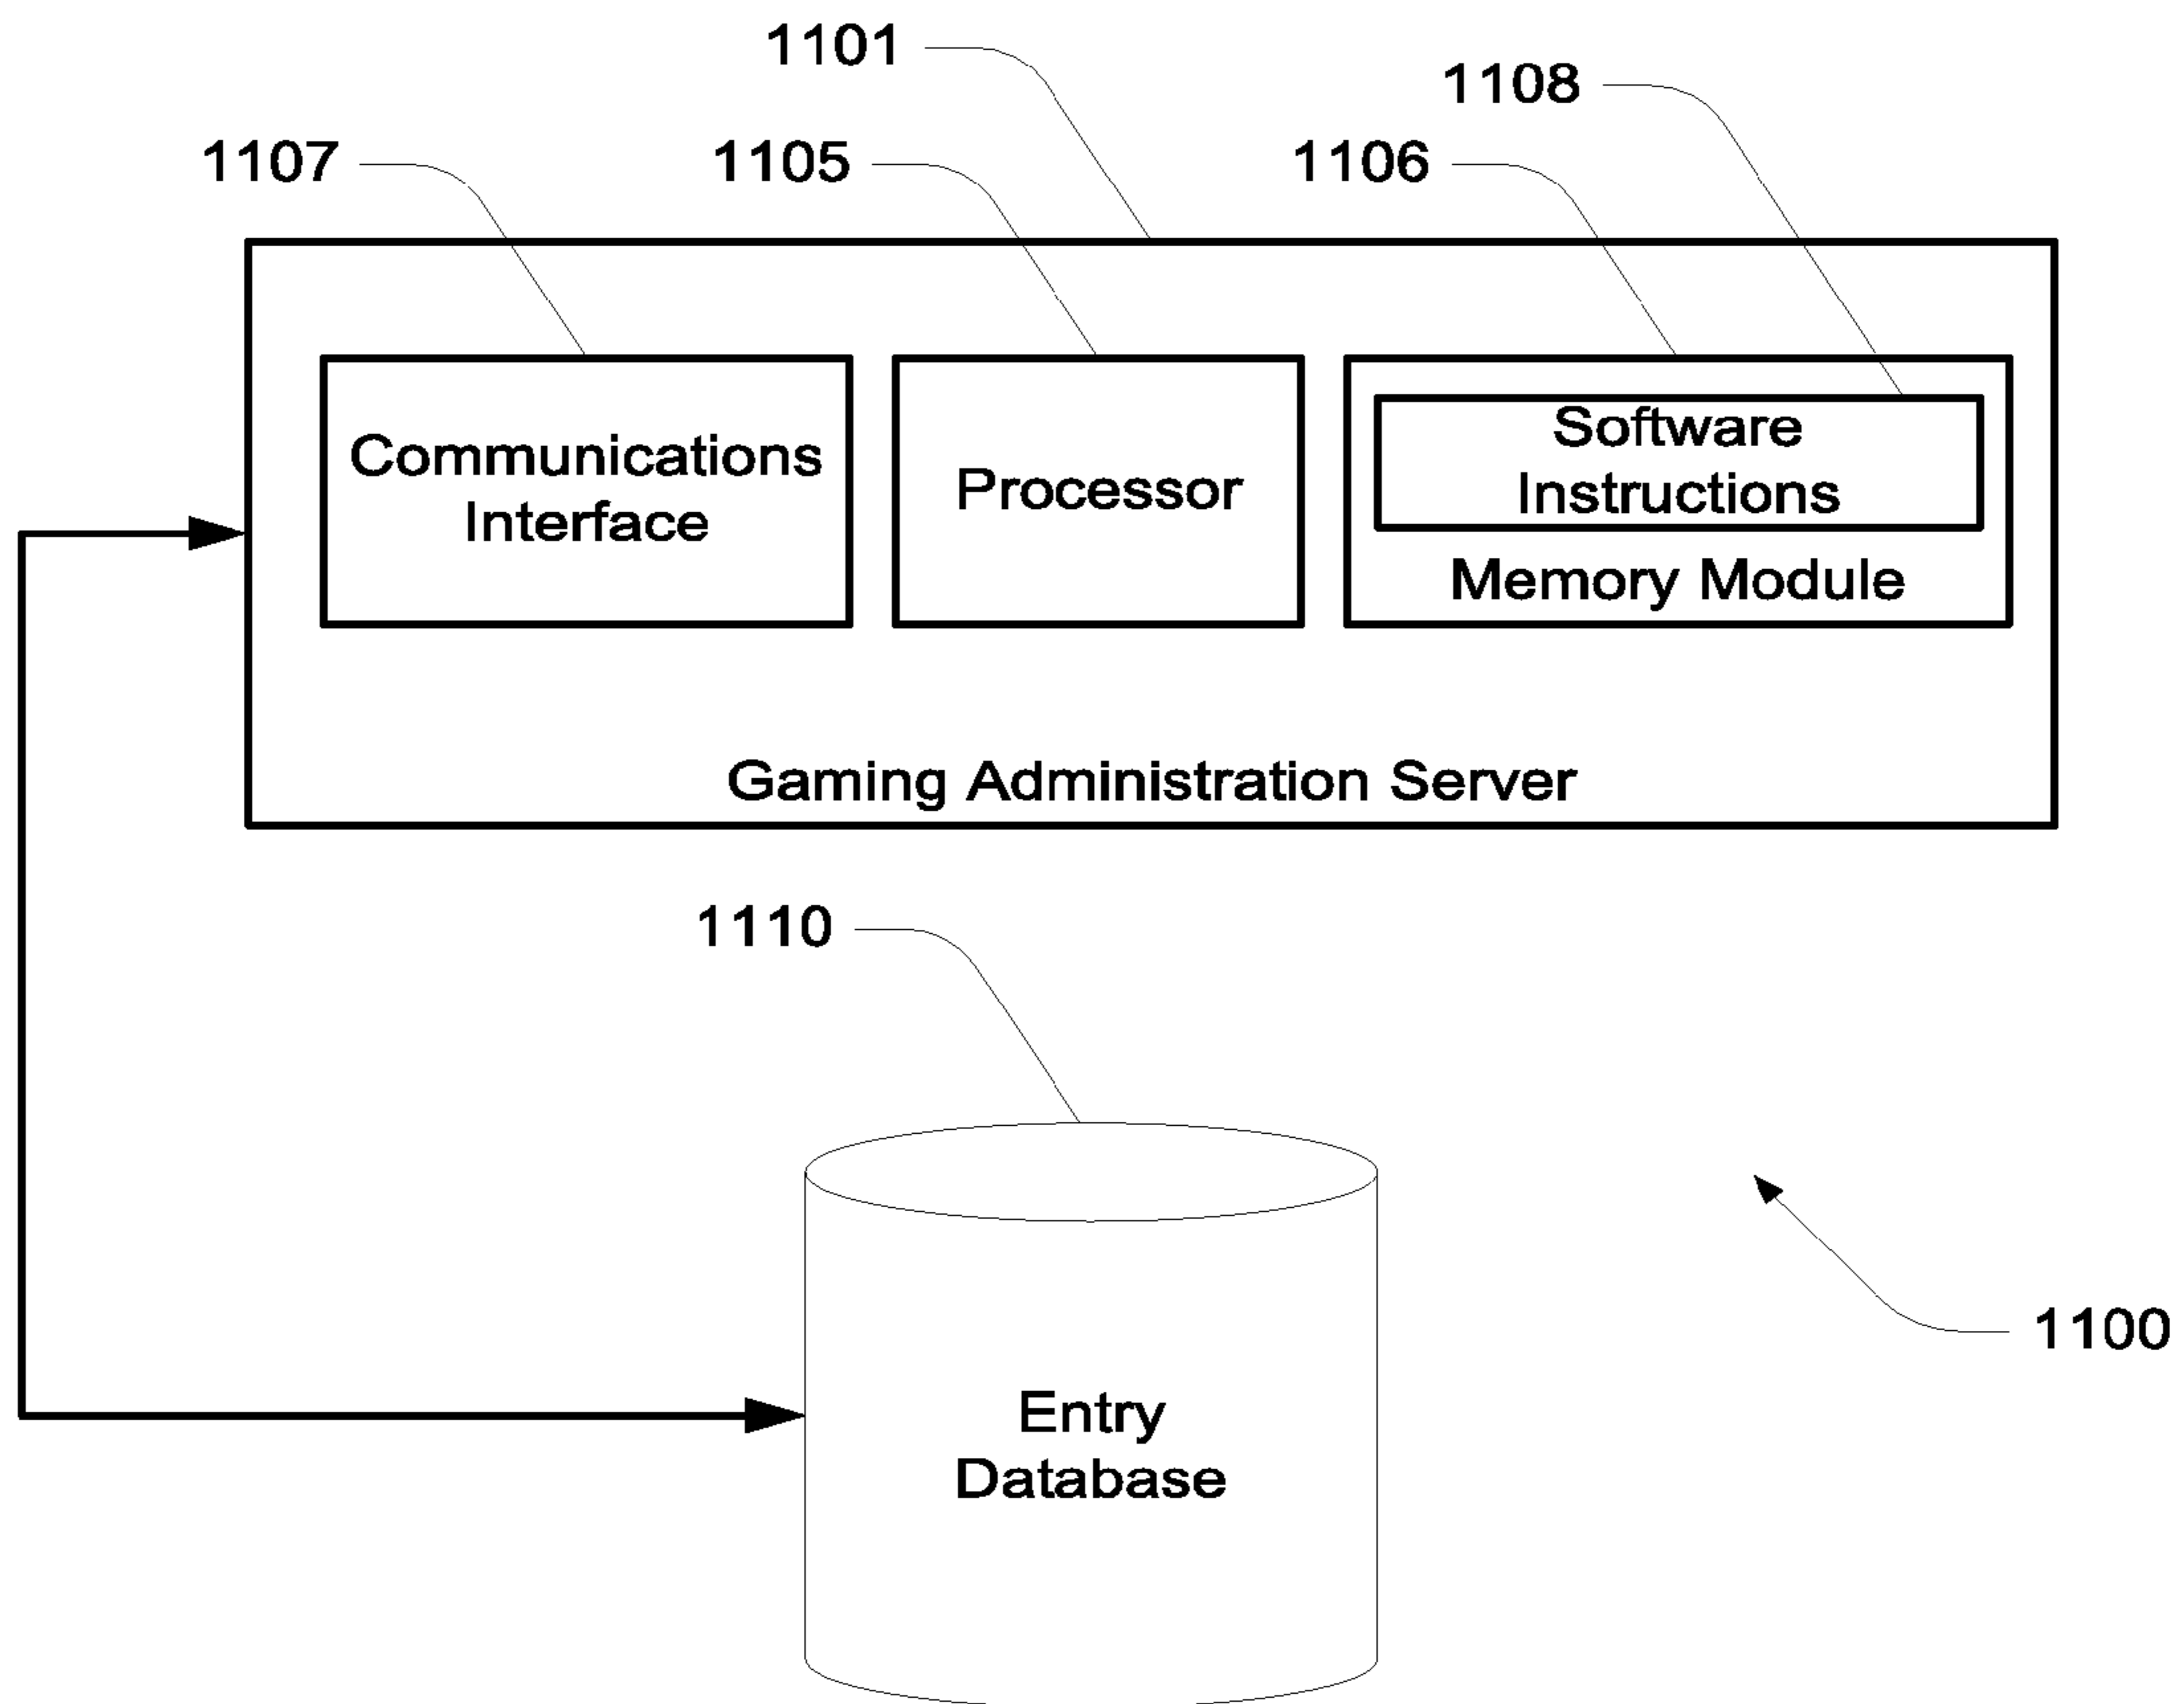 1101
1108
1107
1105
1106
Communications
Interface
Processor
Software
Instructions
Memory Module
Gaming Administration Server
1110
1100
Entry
Database